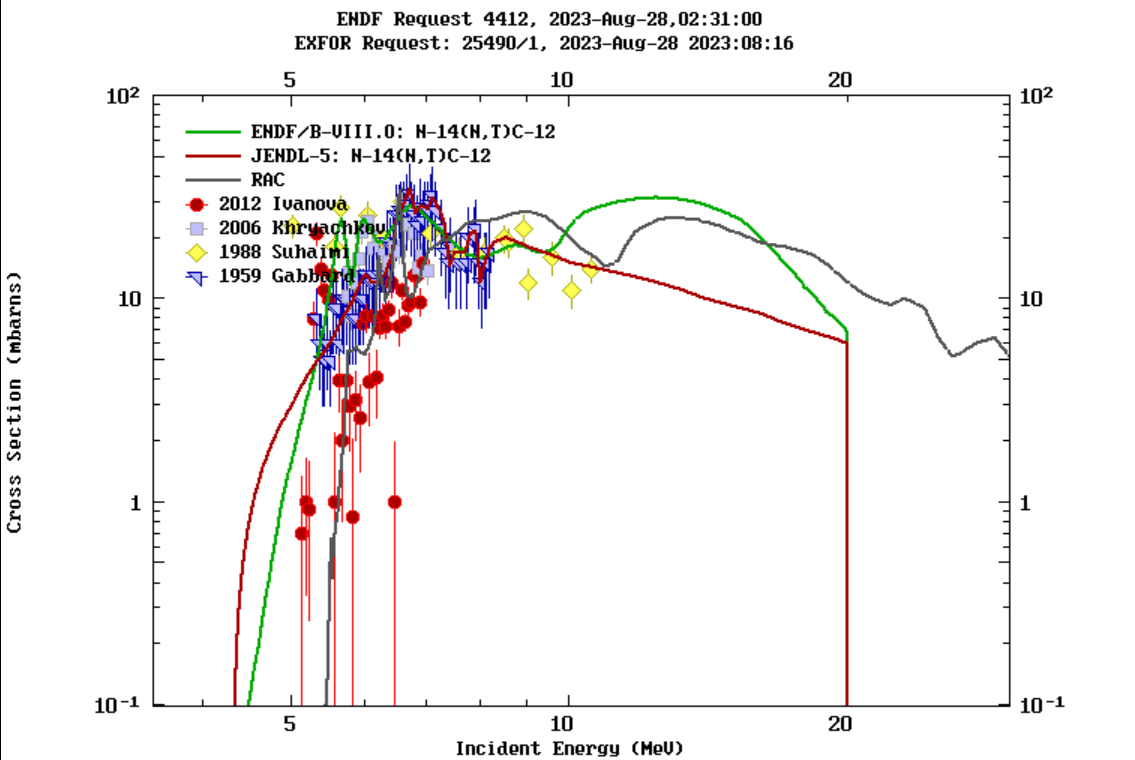 ENDF Request 4412, 2023-Aug-28,02:31:00
EXFOR Request: 25490/1, 2023-Aug-28 2023:08:16
5 10 20
10² 10²
ENDF/B-VIII.0: N-14(N,T)C-12
JENDL-5: N-14(N,T)C-12
RAC
2012 Ivanova
2006 Khryachkov
1988 Suhaimi
1959 Gabbard
10 10
1 1
10⁻¹ 10⁻¹
5 10 20
Cross Section (mbarns)
Incident Energy (MeV)